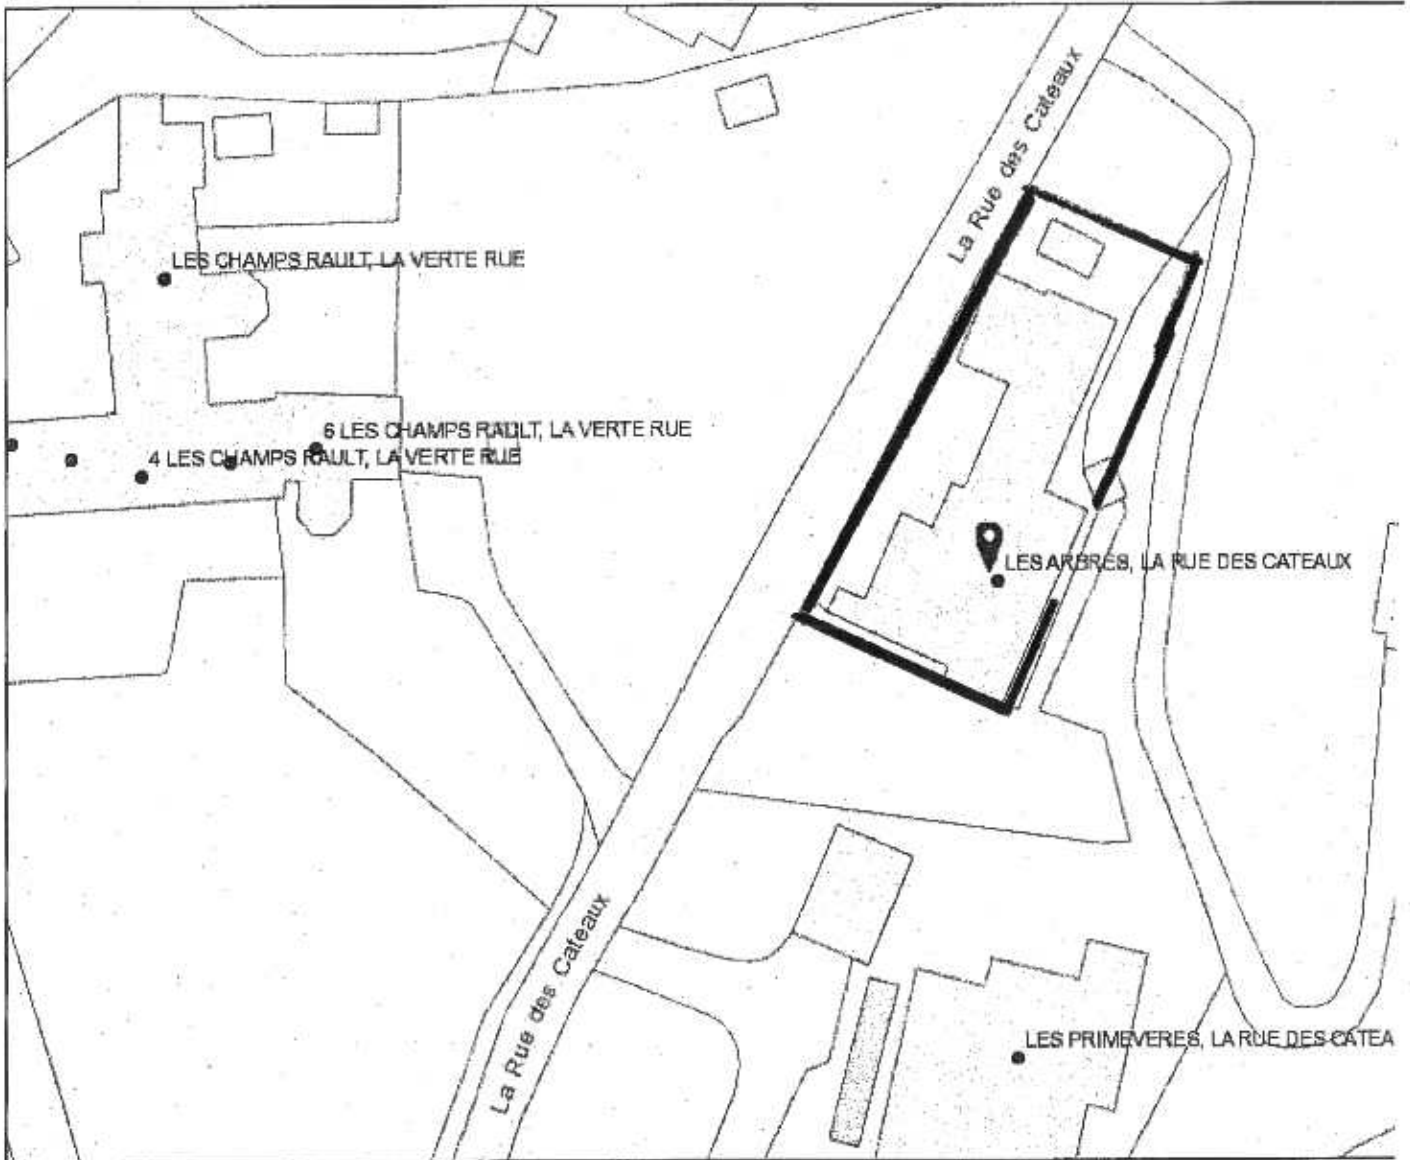 La Rue des Cateaux
LES CHAMPS RAULT, LA VERTE RUE
6 LES CHAMPS RAULT, LA VERTE RUE
4 LES CHAMPS RAULT, LA VERTE RUE
LES ARBRES, LA RUE DES CATEAUX
La Rue des Cateaux
LES PRIMEVERES, LA RUE DES CATEA